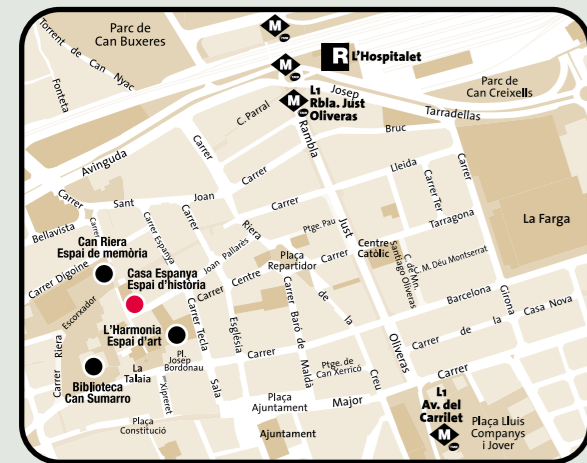 Parc de
Can Buxeres
Torrent de Can Nyac
Fonteta
M
M
R L'Hospitalet
M
L1
Rbla. Just
Oliveras
C. Parral
Josep
Tarradellas
Parc de
Can Creixells
Avinguda
Rambla
Just
Oliveras
Bruc
Carrer
Carrer
Carrer
Lleida
Carrer Ter
Carrer
Sant
Joan
Carrer
Tarragona
La Farga
Bellavista
Carrer
Carrer Espanya
Riera
Ptge. Pau
Can Riera
Espai de memòria
Joan Pallarès
Plaça
Repartidor
Carrer
Centre
Catòlic
C. de Mn.
Santiago Oliveras
C. M. Déu Montserrat
Carrer Digoine
Casa Espanya
Espai d'història
Carrer Centre
de
la
Creu
Barcelona
Girona
Casa Nova
Escorxador
L'Harmonia
Espai d'art
Carrer Tecla
Sala
Església
Carrer Baró de Maldà
Carrer de la
Carrer Riera
Pl.
Josep
Bordonau
Carrer
Ptge. de
Can Xerricó
Carrer
La
Talaia
Xipreret
Biblioteca
Can Sumarro
Plaça
Ajuntament
Major
L1
Av. del
Carrilet
M
Plaça Lluis
Companys
i Jover
Plaça
Constitució
Ajuntament